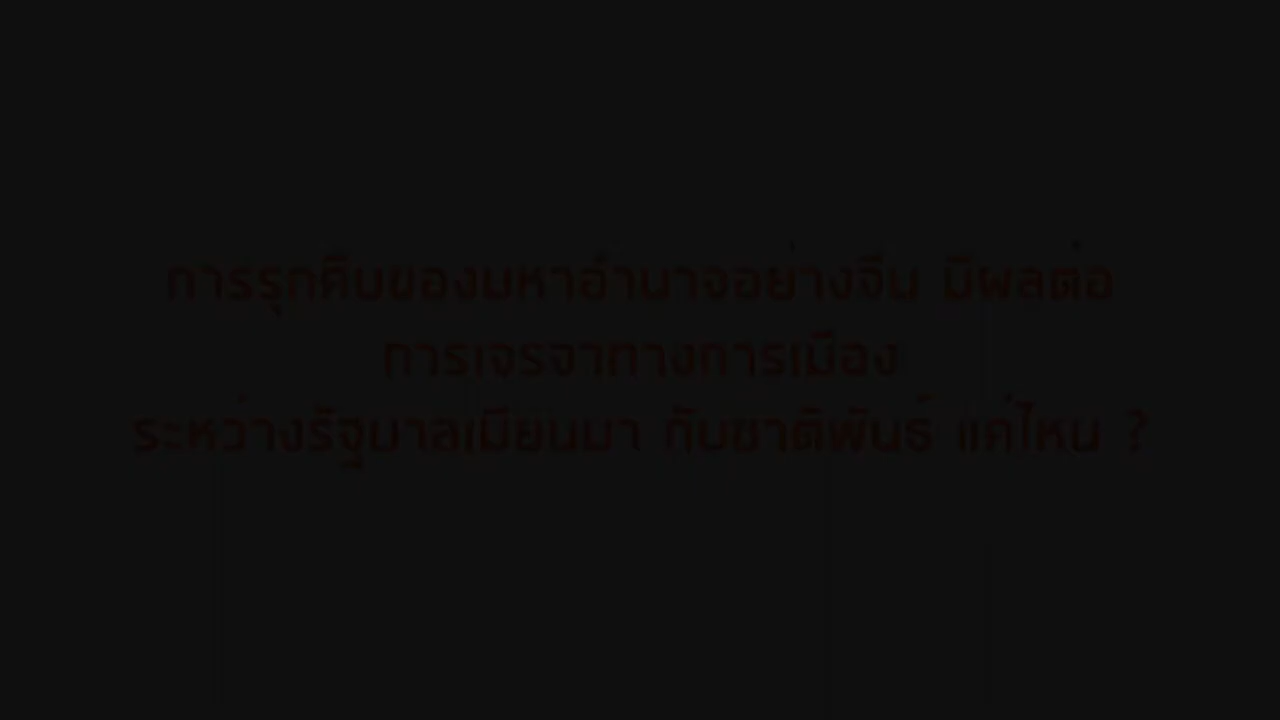 การรุกคืบของมหาอำนาจอย่างจีน มีผลต่อ
การเจรจาทางการเมือง
ระหว่างรัฐบาลเมียนมา กับชาติพันธุ์ แค่ไหน ?